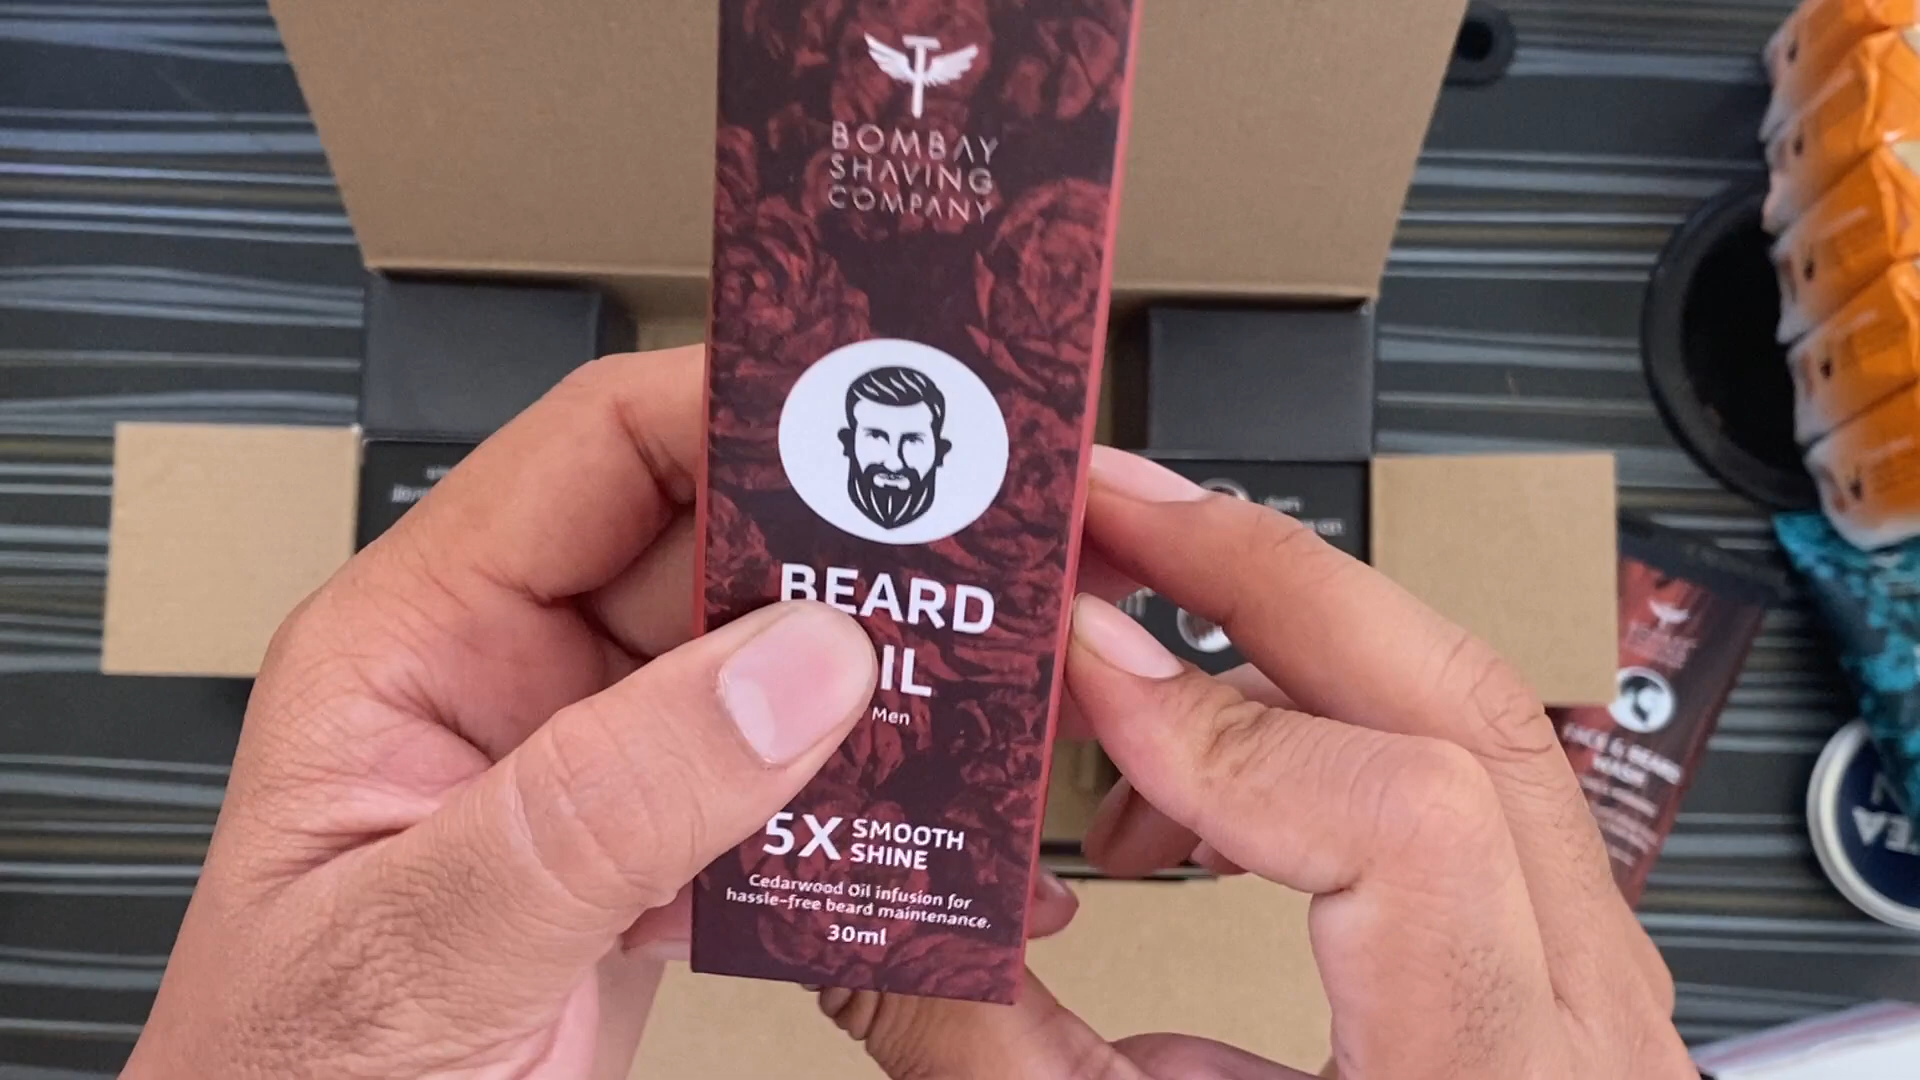 BOMBAY
SHAVING
COMPANY
BEARD
IL
Men
5X SMOOTH
SHINE
Cedarwood Oil infusion for
hassle-free beard maintenance.
30ml
FACE & BEARD
WASH